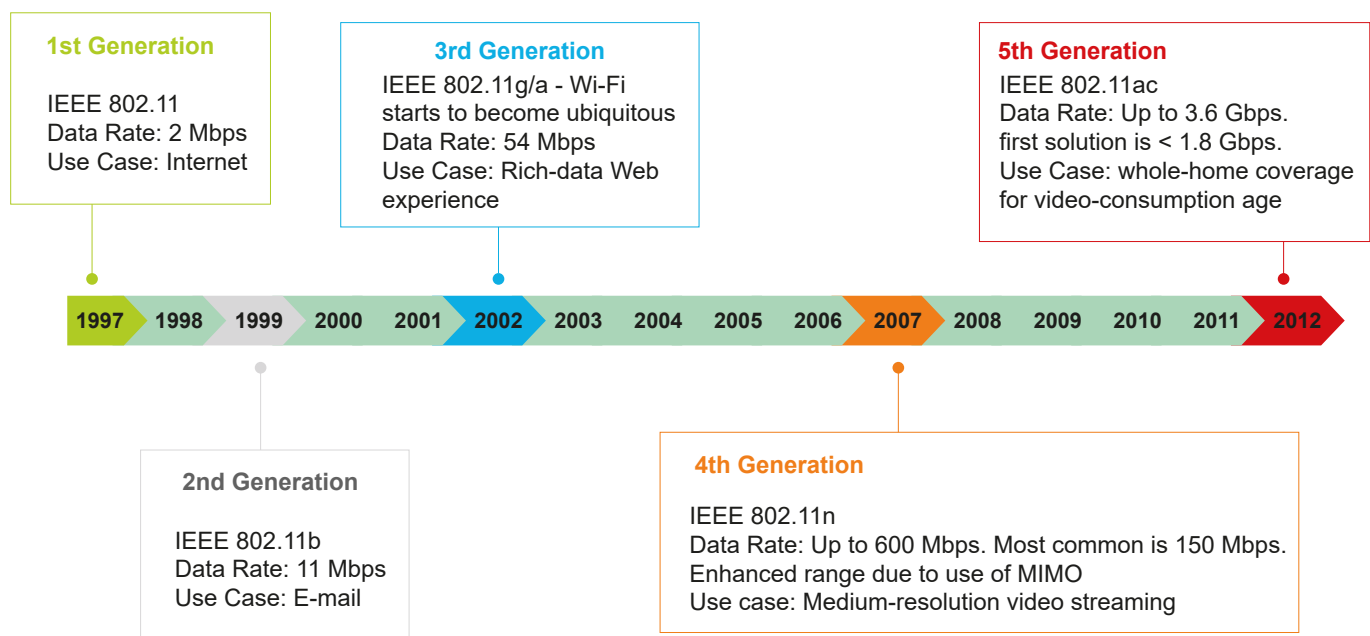 1st Generation
IEEE 802.11
Data Rate: 2 Mbps
Use Case: Internet
3rd Generation
IEEE 802.11g/a - Wi-Fi
starts to become ubiquitous
Data Rate: 54 Mbps
Use Case: Rich-data Web
experience
5th Generation
IEEE 802.11ac
Data Rate: Up to 3.6 Gbps.
first solution is < 1.8 Gbps.
Use Case: whole-home coverage
for video-consumption age
1997 1998 1999 2000 2001 2002 2003 2004 2005 2006 2007 2008 2009 2010 2011 2012
2nd Generation
IEEE 802.11b
Data Rate: 11 Mbps
Use Case: E-mail
4th Generation
IEEE 802.11n
Data Rate: Up to 600 Mbps. Most common is 150 Mbps.
Enhanced range due to use of MIMO
Use case: Medium-resolution video streaming